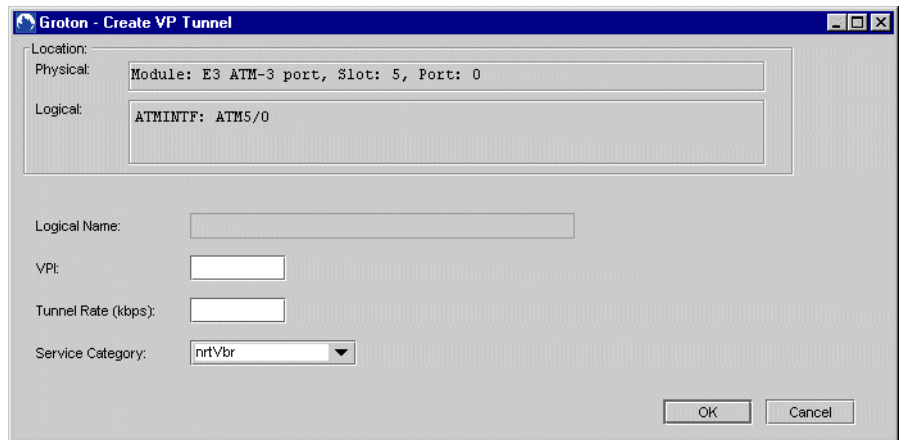 Groton - Create VP Tunnel
Location:
Physical: Module: E3 ATM-3 port, Slot: 5, Port: 0
Logical: ATMINTF: ATM5/0
Logical Name:
VPI:
Tunnel Rate (kbps):
Service Category: nrtVbr
OK Cancel